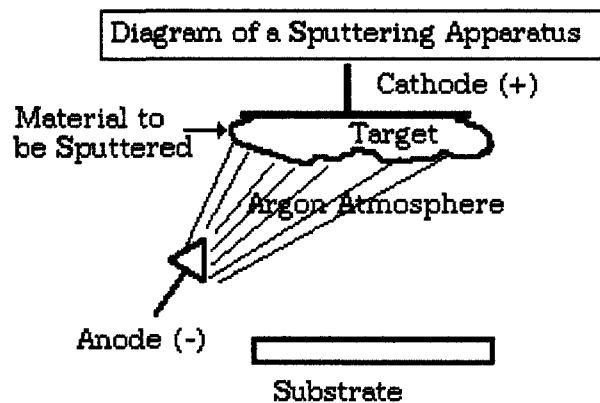 Diagram of a Sputtering Apparatus
Cathode (+)
Material to
be Sputtered
Target
Argon Atmosphere
Anode (-)
Substrate